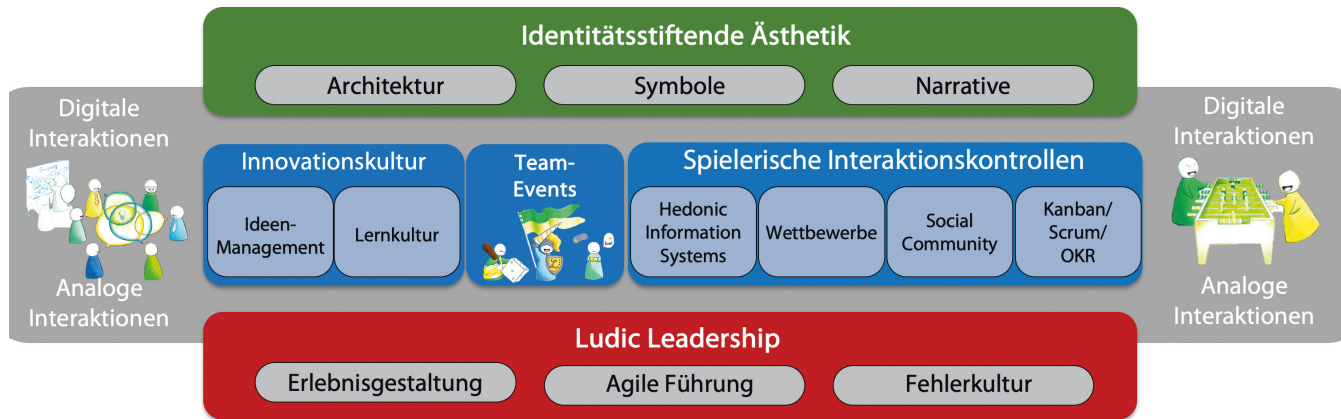 Identitätsstiftende Ästhetik
Architektur
Symbole
Narrative
Digitale
Interaktionen
Analoge
Interaktionen
Innovationskultur
Ideen-
Management
Lernkultur
Team-
Events
Spielerische Interaktionskontrollen
Hedonic
Information
Systems
Wettbewerbe
Social
Community
Kanban/
Scrum/
OKR
Digitale
Interaktionen
Analoge
Interaktionen
Ludic Leadership
Erlebnisgestaltung
Agile Führung
Fehlerkultur